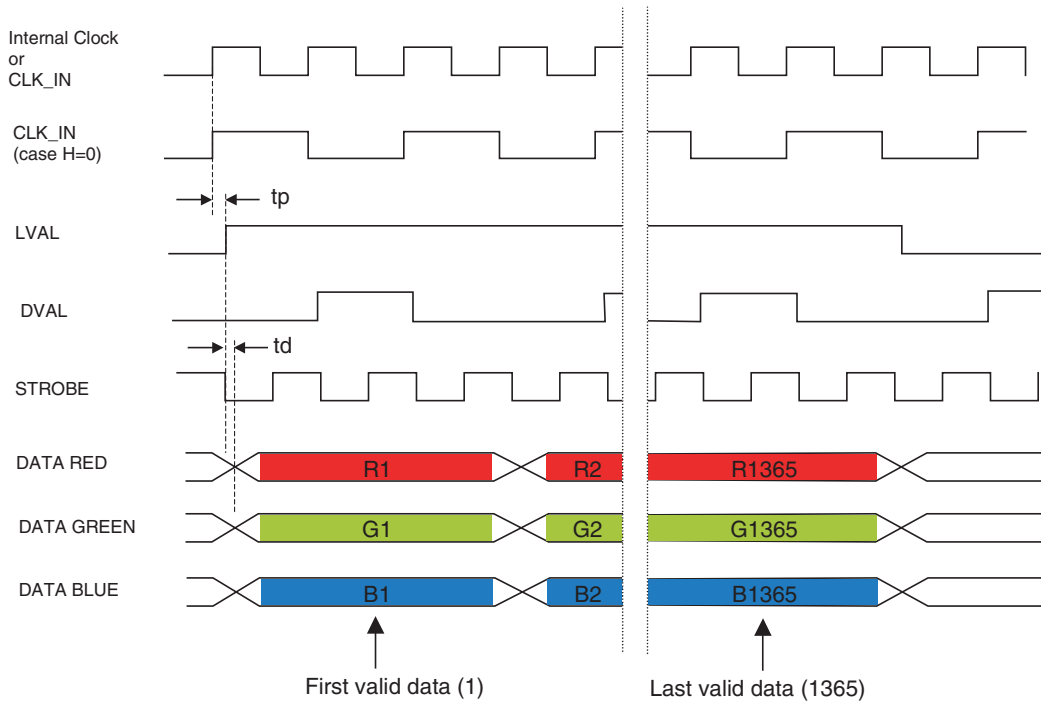 Internal Clock
or
CLK_IN
CLK_IN
(case H=0)
tp
LVAL
DVAL
td
STROBE
DATA RED
R1
R2
R1365
DATA GREEN
G1
G2
G1365
DATA BLUE
B1
B2
B1365
First valid data (1)
Last valid data (1365)